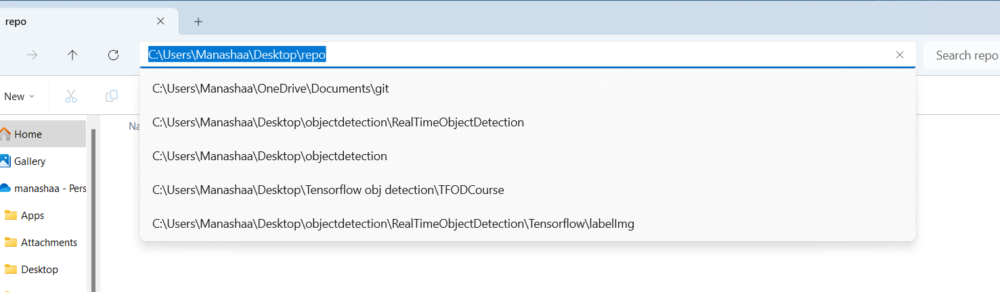 repo
C:\Users\Manashaa\Desktop\repo
Search repo
C:\Users\Manashaa\OneDrive\Documents\git
New
C:\Users\Manashaa\Desktop\objectdetection\RealTimeObjectDetection
Na
Home
C:\Users\Manashaa\Desktop\objectdetection
Gallery
C:\Users\Manashaa\Desktop\Tensorflow obj detection\TFODCourse
manashaa - Pers
Apps
C:\Users\Manashaa\Desktop\objectdetection\RealTimeObjectDetection\Tensorflow\labelImg
Attachments
Desktop